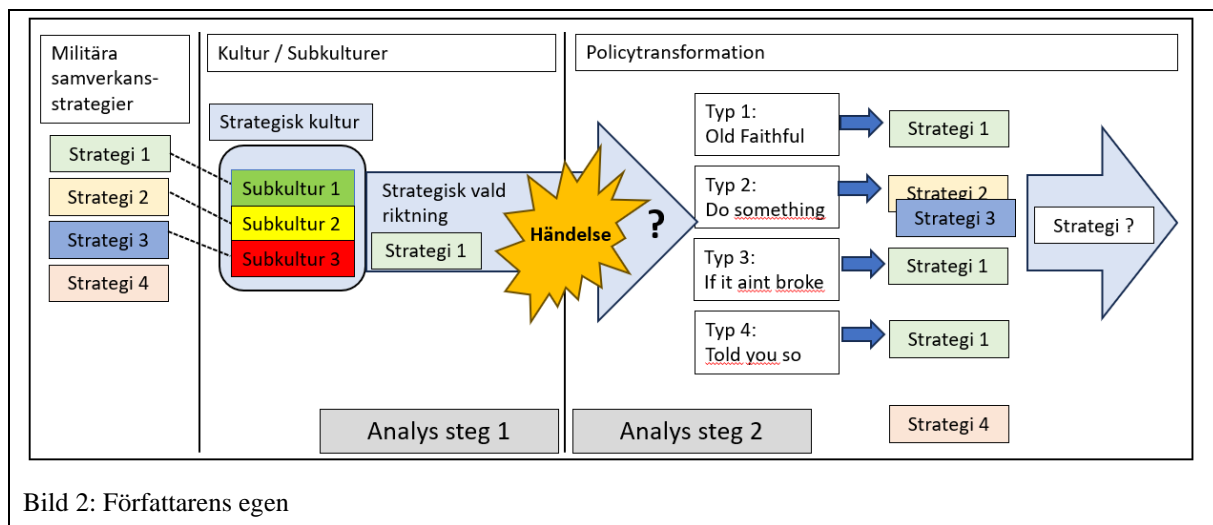 Militära
samverkans-
strategier
Strategi 1
Strategi 2
Strategi 3
Strategi 4
Kultur / Subkulturer
Strategisk kultur
Subkultur 1
Subkultur 2
Subkultur 3
Strategisk vald
riktning
Strategi 1
Händelse
?
Analys steg 1
Policytransformation
Typ 1:
Old Faithful
Strategi 1
Typ 2:
Do something
Strategi 2
Strategi 3
Typ 3:
If it aint broke
Strategi 1
Typ 4:
Told you so
Strategi 1
Strategi 4
Strategi ?
Analys steg 2
Bild 2: Författarens egen